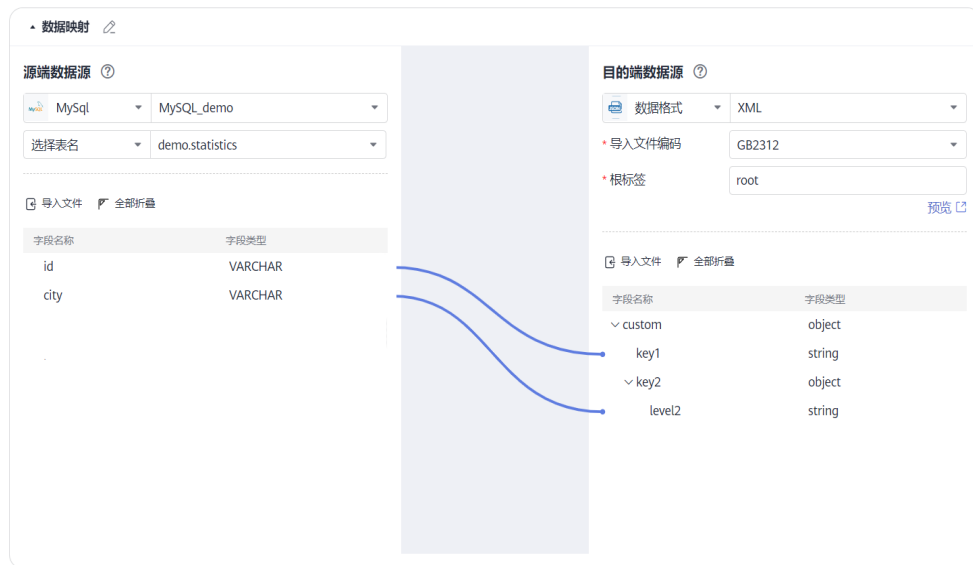 数据映射
源端数据源
MySql MySQL_demo
选择表名 demo.statistics
导入文件 全部折叠
字段名称 字段类型
id VARCHAR
city VARCHAR
目的端数据源
数据格式 XML
* 导入文件编码 GB2312
* 根标签 root
预览
导入文件 全部折叠
字段名称 字段类型
custom object
key1 string
key2 object
level2 string